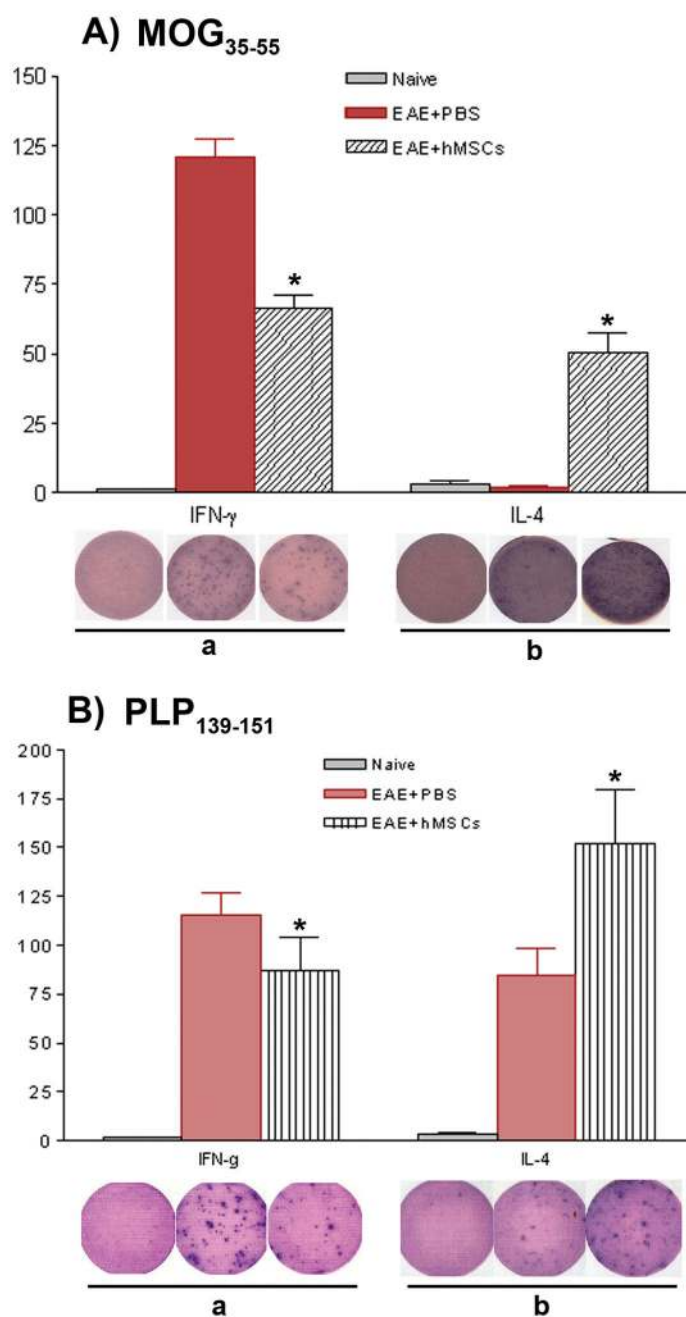 A) MOG35-55
150
125
100
75
50
25
0
Naive
EAE+PBS
EAE+hMSCs
*
*
IFN-γ
IL-4
a
b
B) PLP139-151
200
175
150
125
100
75
50
25
0
Naive
EAE+PBS
EAE+hMSCs
*
*
IFN-g
IL-4
a
b